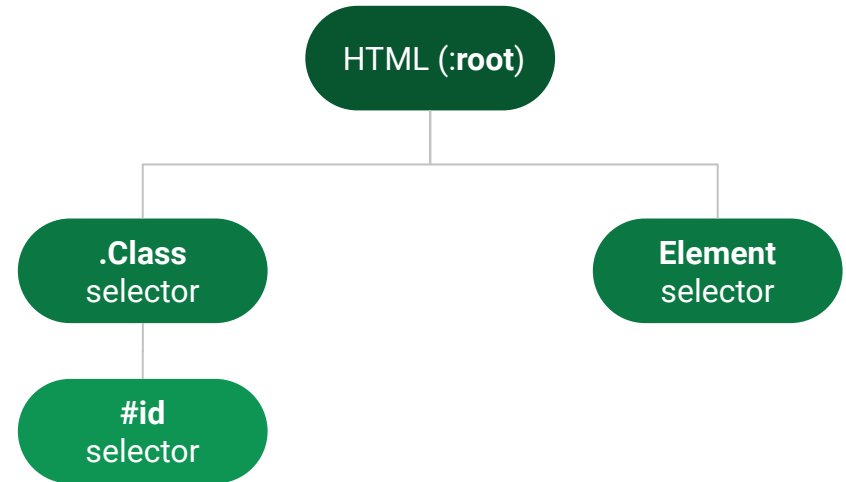 HTML (:root)
.Class
selector
Element
selector
#id
selector